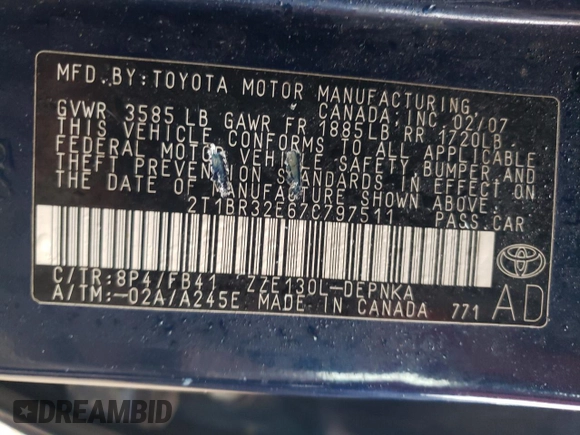 MFD. BY: TOYOTA MOTOR MANUFACTURING
CANADA, INC. 02/07
GVWR 3585 LB GAWR FR 1885LB RR 1720LB
THIS VEHICLE CONFORMS TO ALL APPLICABLE
FEDERAL MOTOR VEHICLE SAFETY, BUMPER AND
THEFT PREVENTION STANDARDS IN EFFECT ON
THE DATE OF MANUFACTURE SHOWN ABOVE.
2T1BR32E67C797511 PASS.CAR
C/TR:8P4/FB41 ZZE130L-DEPNKA
A/TM:-02A/A245E MADE IN CANADA 771
AD
DREAMBID